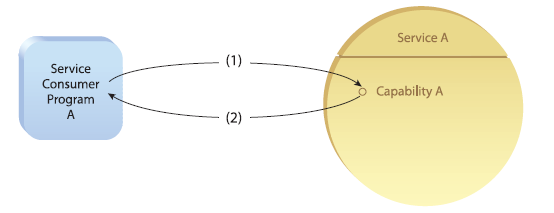 Service
Consumer
Program
A
(1)
(2)
Service A
Capability A